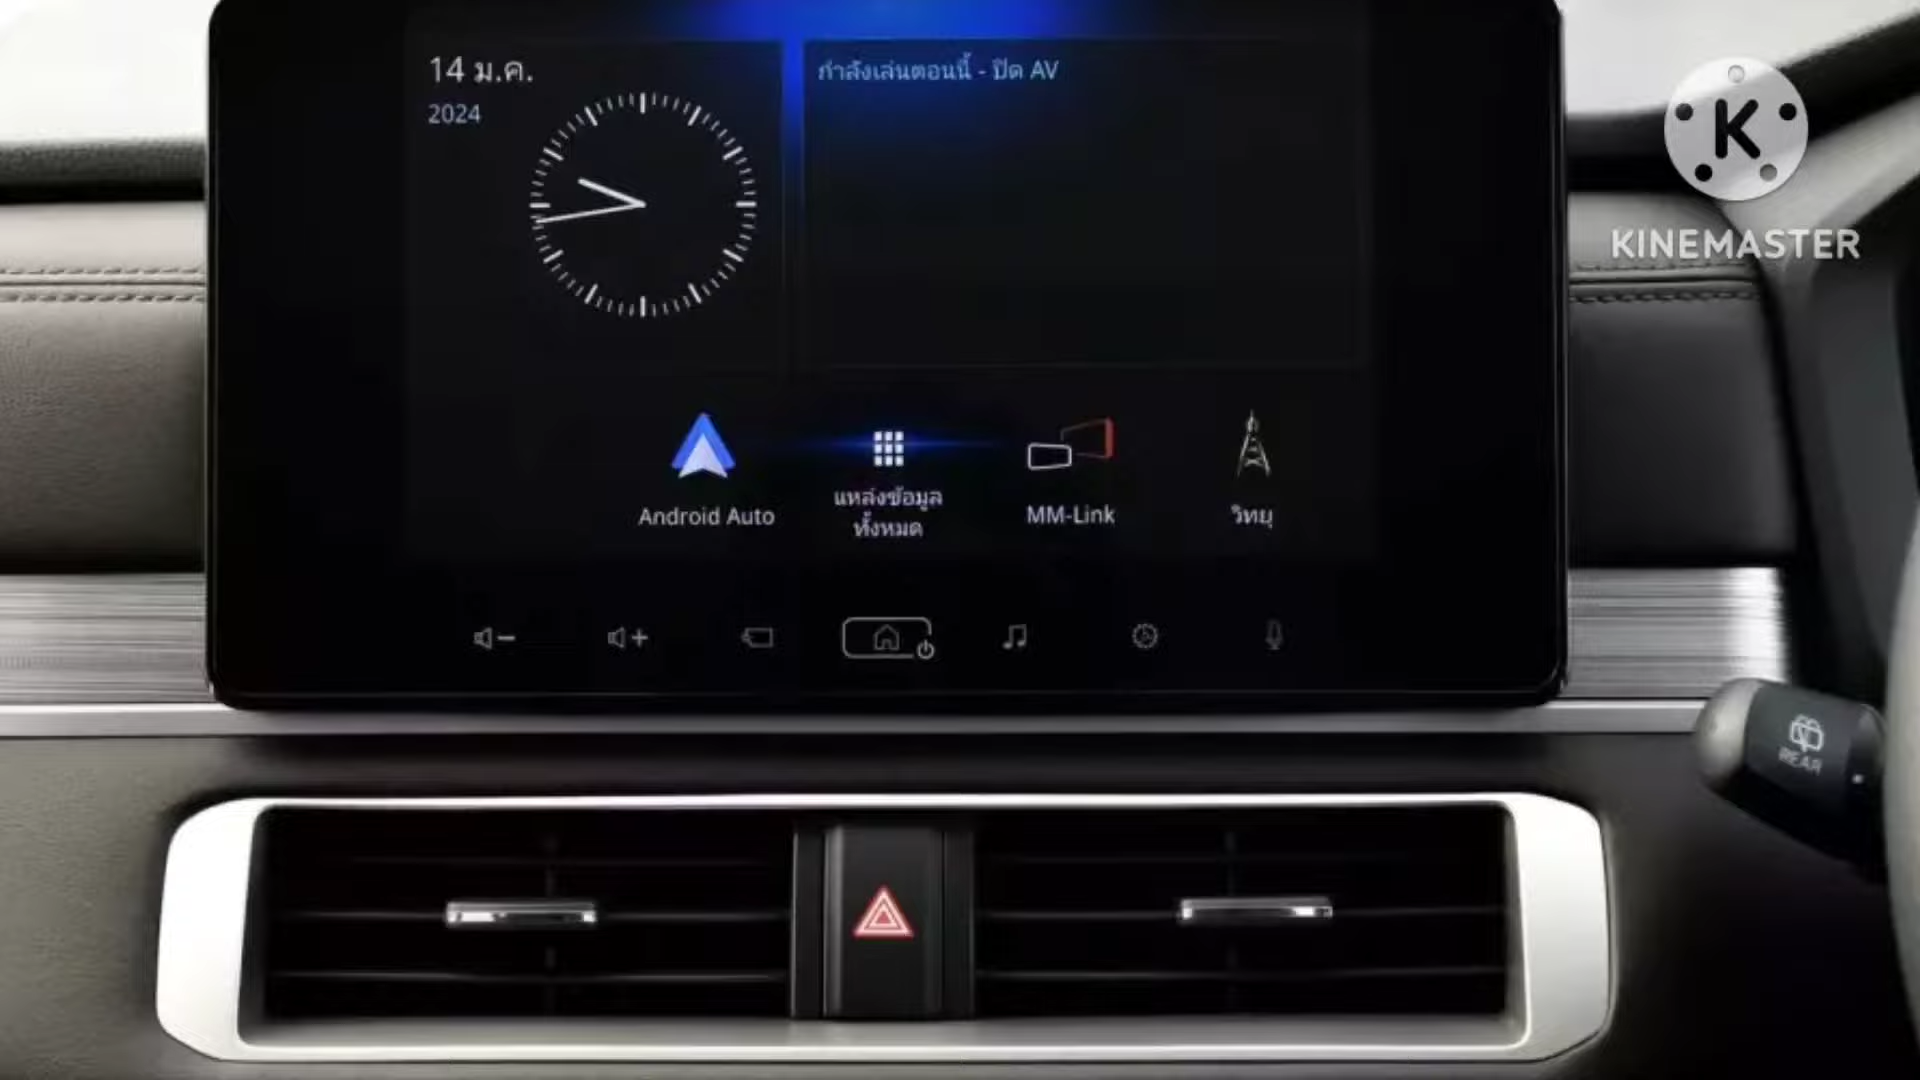 14 ม.ค.
2024
กำลังเล่นตอนนี้ - ปิด AV
K
KINEMASTER
Android Auto
แหล่งข้อมูล
ทั้งหมด
MM-Link
วิทยุ
REAR